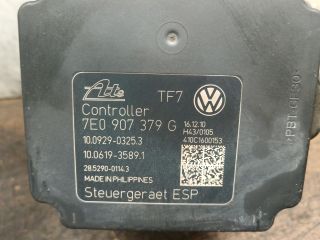 Ate TF7
Controller
7E0 907 379 G
16.12.10
H43/0105
410C1600153
10.0929-0325.3
10.0619-3589.1
28.5290-0114.3
MADE IN PHILIPPINES
Steuergeraet ESP